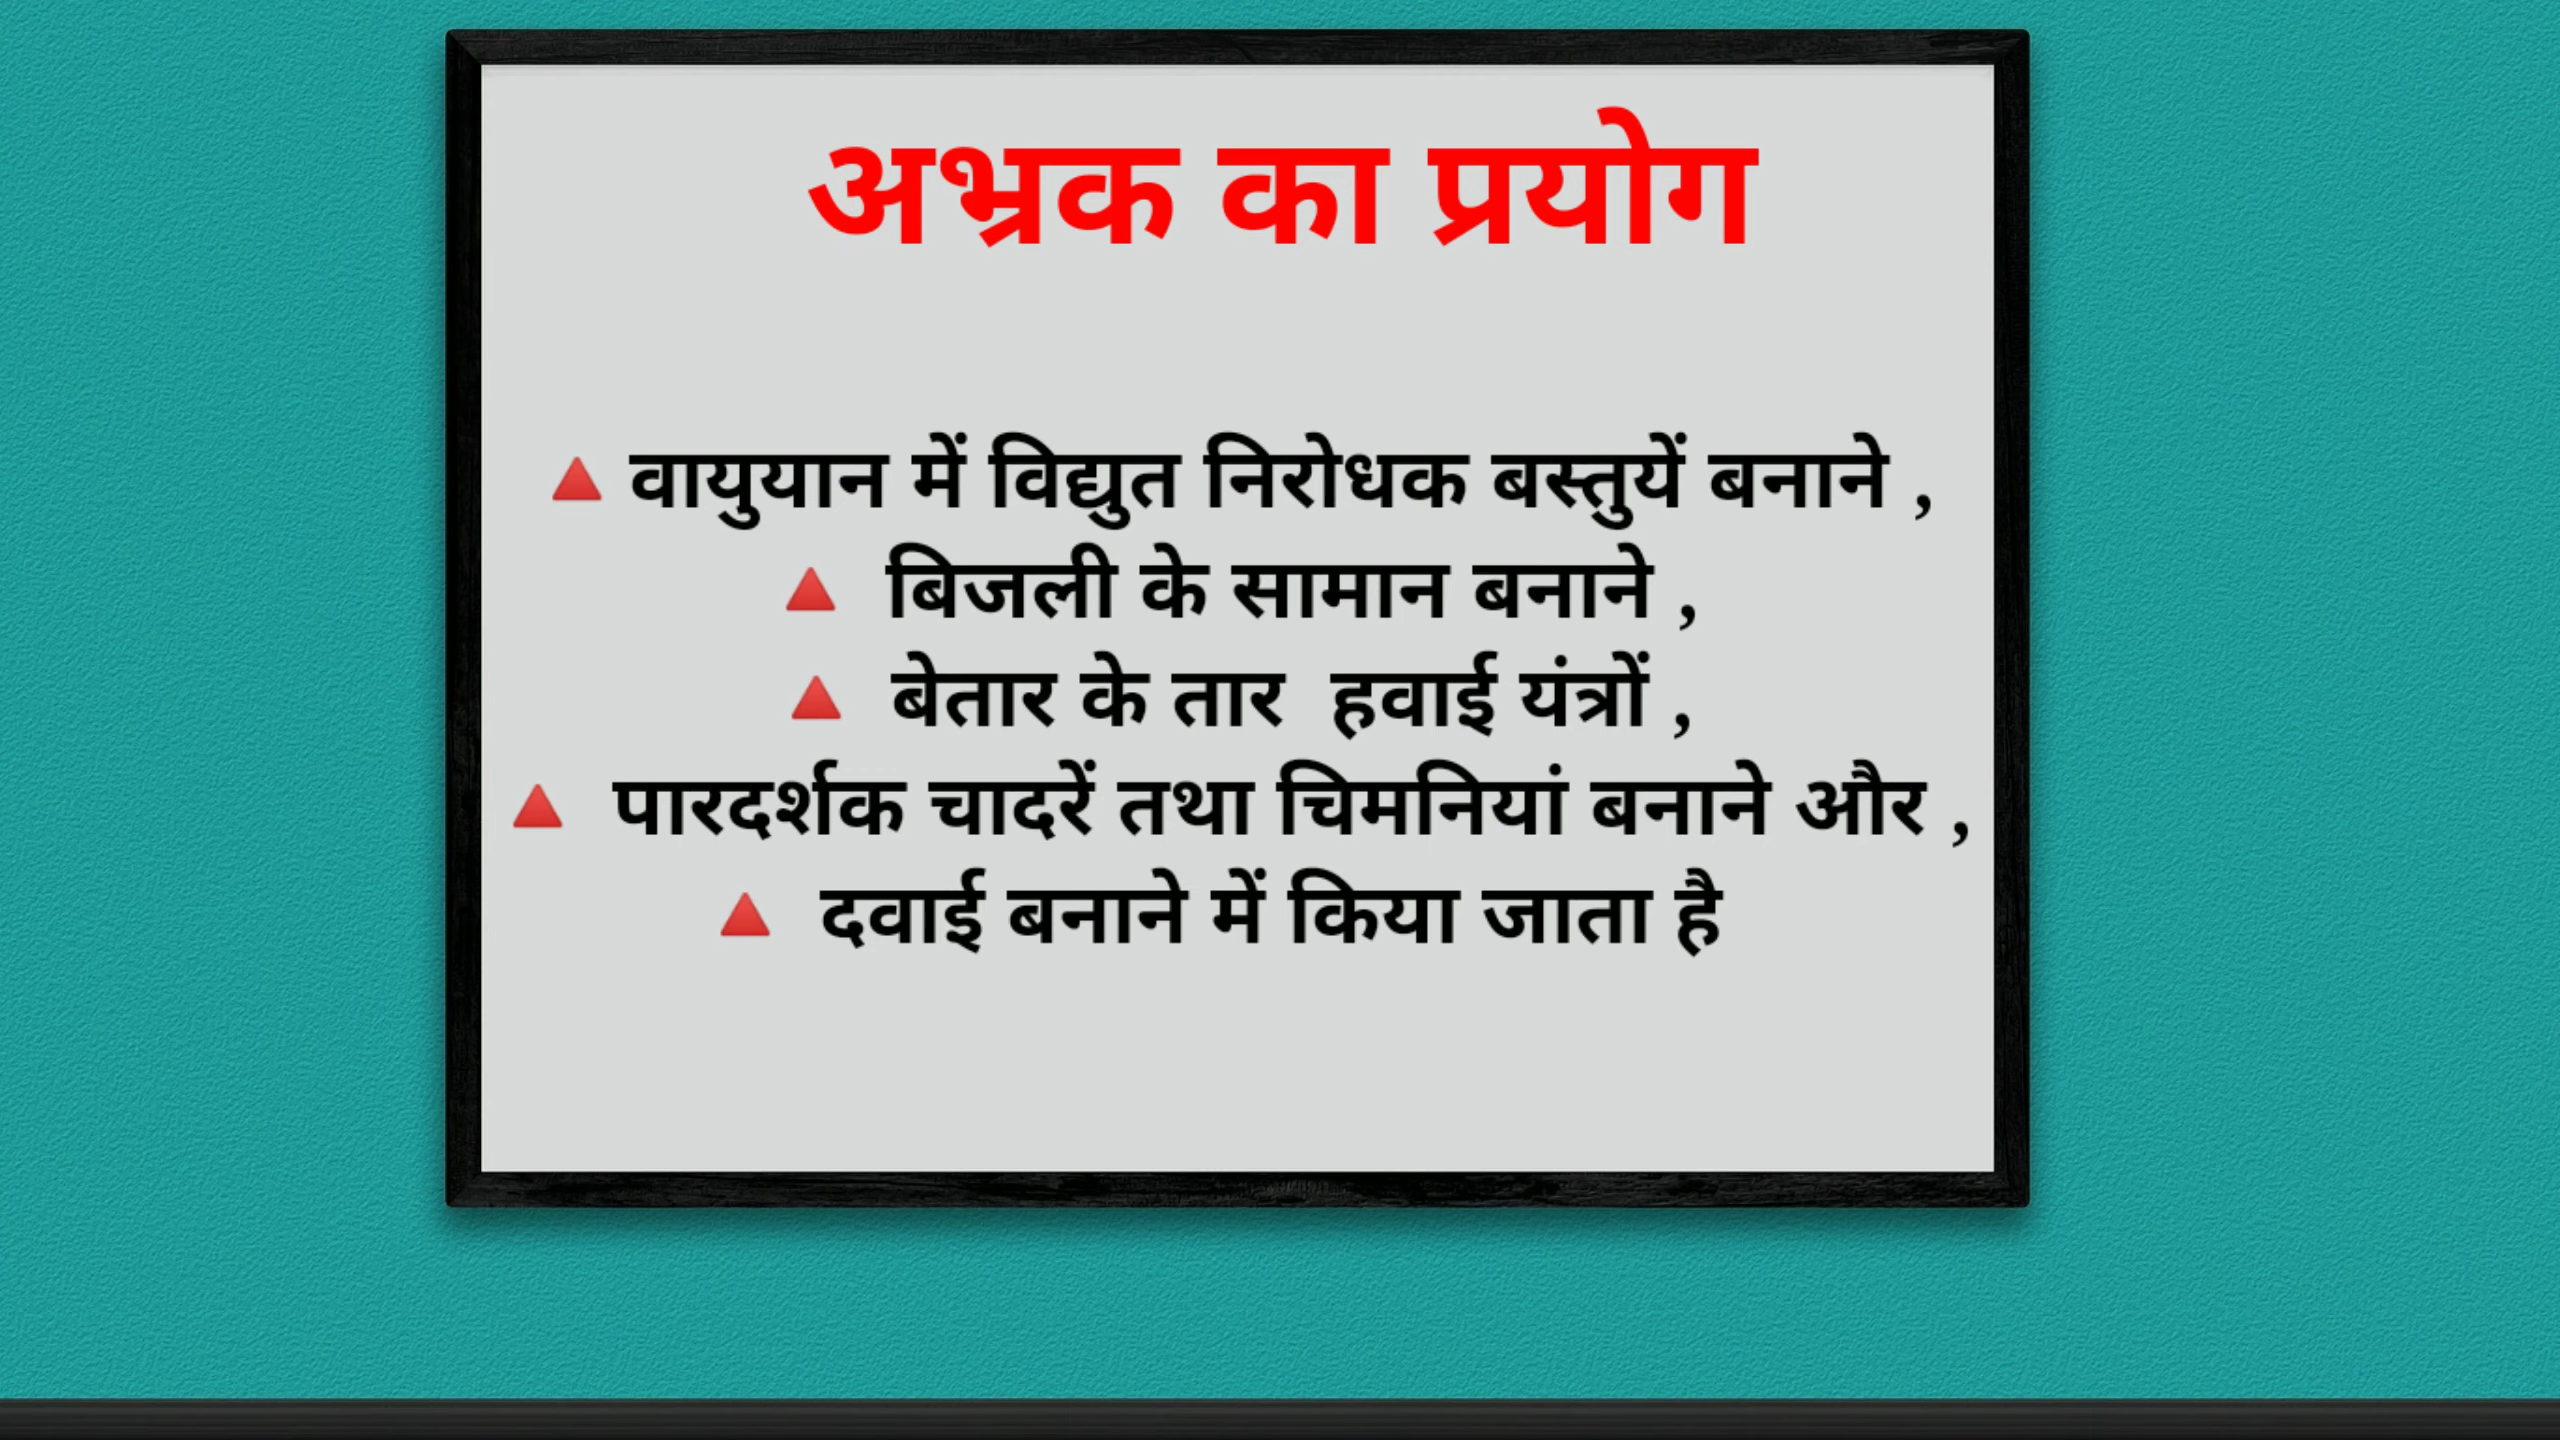 अभ्रक का प्रयोग
🔺वायुयान में विद्युत निरोधक बस्तुयें बनाने ,
🔺 बिजली के सामान बनाने ,
🔺 बेतार के तार हवाई यंत्रों ,
🔺 पारदर्शक चादरें तथा चिमनियां बनाने और ,
🔺 दवाई बनाने में किया जाता है